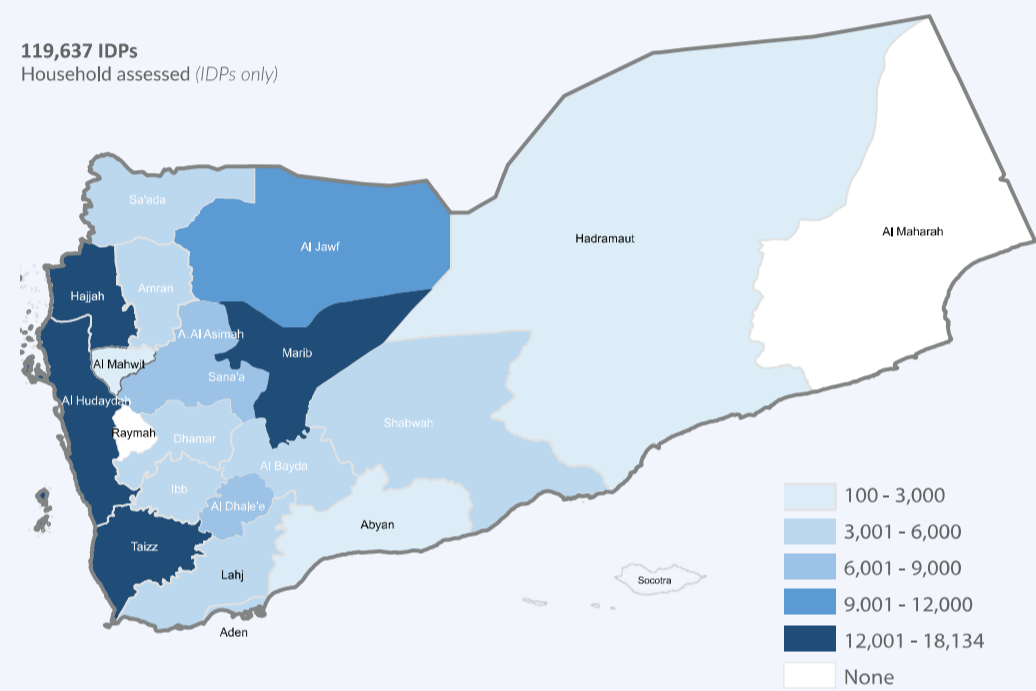 119,637 IDPs
Household assessed (IDPs only)
Sa'ada
Al Jawf
Hadramaut
Al Maharah
Hajjah
Amran
A.Al Asimah
Marib
Al Mahwit
Sana'a
Al Hudaydah
Raymah
Dhamar
Shabwah
Al Bayda
Ibb
Al Dhale'e
Abyan
Taizz
Lahj
Socotra
Aden
100 - 3,000
3,001 - 6,000
6,001 - 9,000
9.001 - 12,000
12,001 - 18,134
None